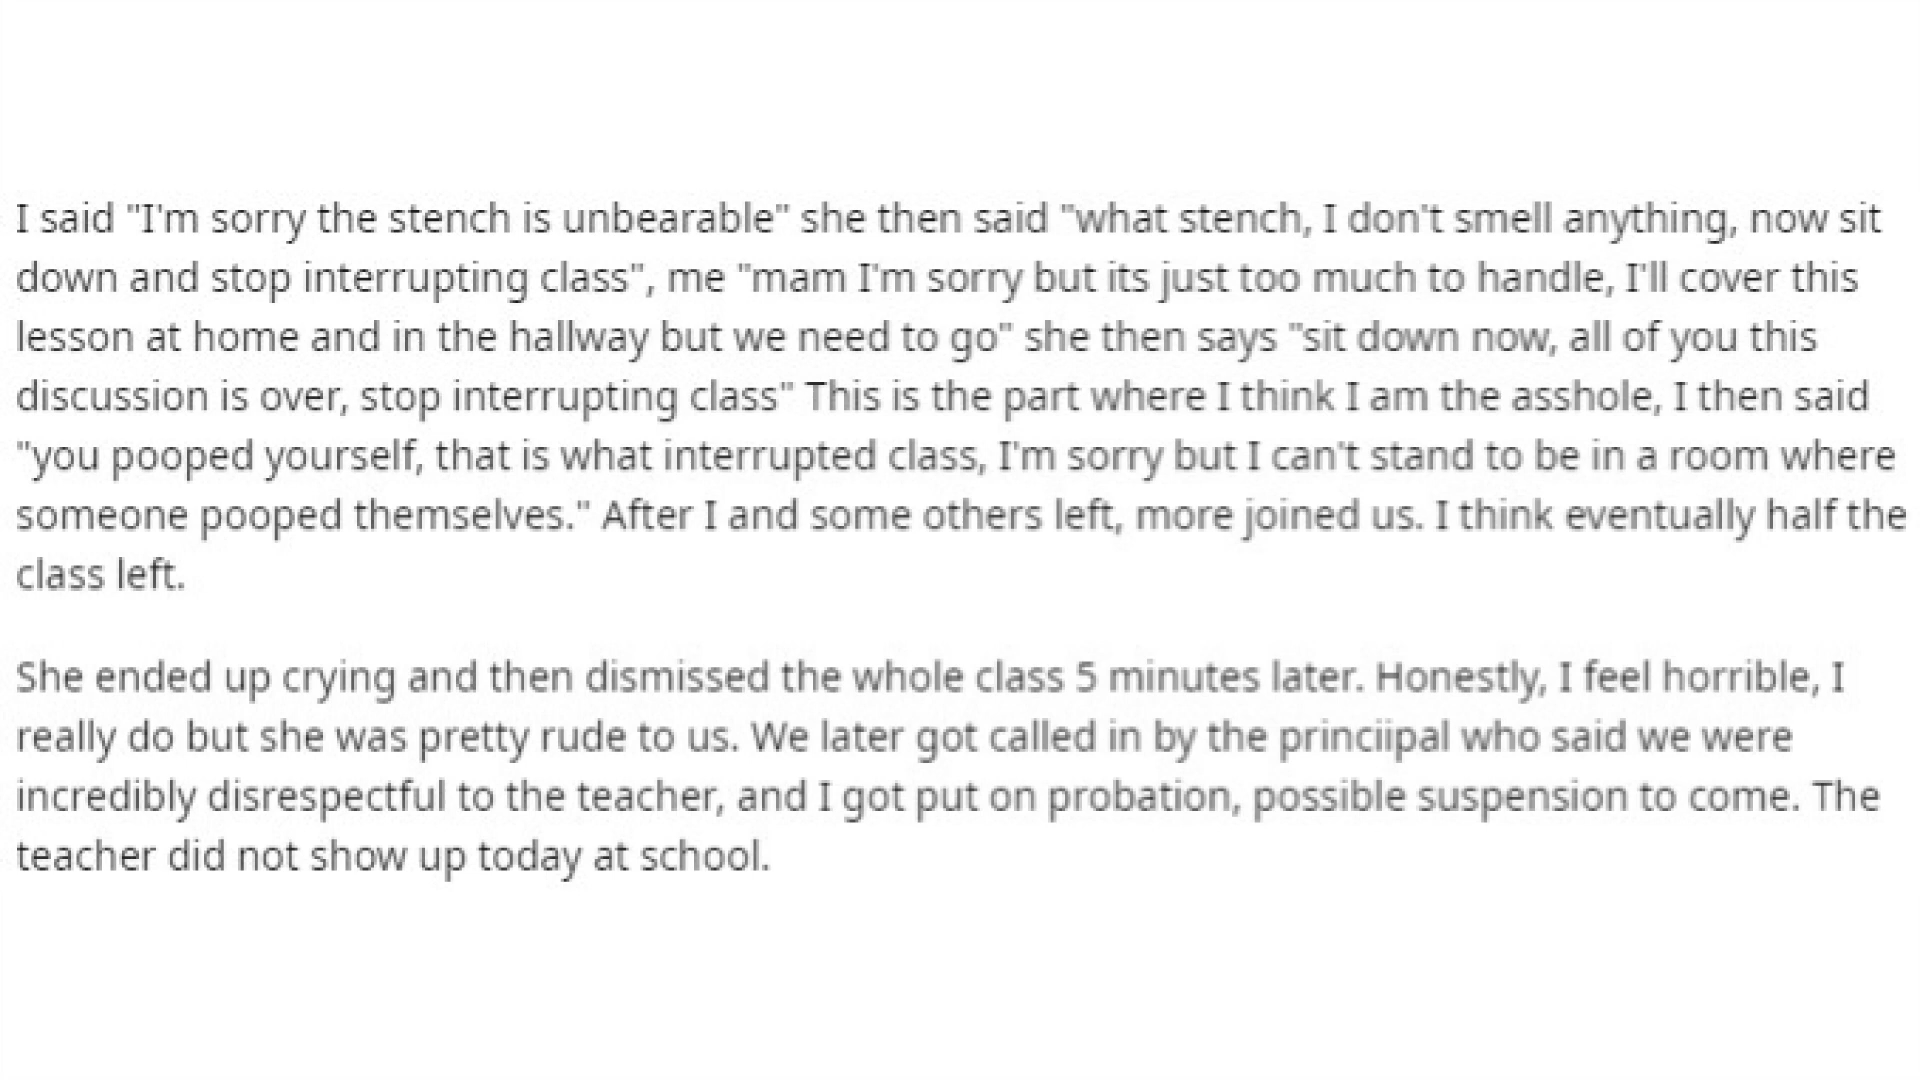 I said "I'm sorry the stench is unbearable" she then said "what stench, I don't smell anything, now sit
down and stop interrupting class", me "mam I'm sorry but its just too much to handle, I'll cover this
lesson at home and in the hallway but we need to go" she then says "sit down now, all of you this
discussion is over, stop interrupting class" This is the part where I think I am the asshole, I then said
"you pooped yourself, that is what interrupted class, I'm sorry but I can't stand to be in a room where
someone pooped themselves." After I and some others left, more joined us. I think eventually half the
class left.
She ended up crying and then dismissed the whole class 5 minutes later. Honestly, I feel horrible, I
really do but she was pretty rude to us. We later got called in by the princiipal who said we were
incredibly disrespectful to the teacher, and I got put on probation, possible suspension to come. The
teacher did not show up today at school.